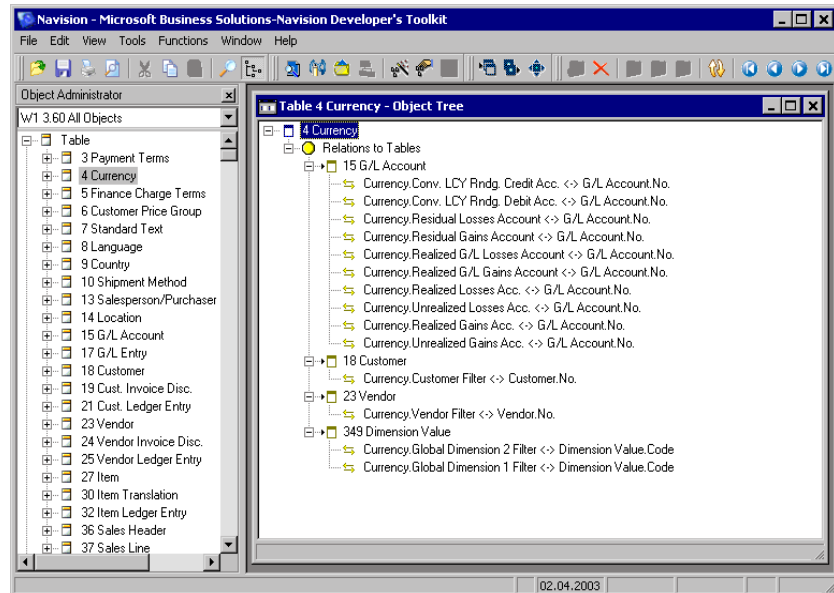 Navision - Microsoft Business Solutions-Navision Developer's Toolkit
File Edit View Tools Functions Window Help
Object Administrator
W1 3.60 All Objects
Table
3 Payment Terms
4 Currency
5 Finance Charge Terms
6 Customer Price Group
7 Standard Text
8 Language
9 Country
10 Shipment Method
13 Salesperson/Purchaser
14 Location
15 G/L Account
17 G/L Entry
18 Customer
19 Cust. Invoice Disc.
21 Cust. Ledger Entry
23 Vendor
24 Vendor Invoice Disc.
25 Vendor Ledger Entry
27 Item
30 Item Translation
32 Item Ledger Entry
36 Sales Header
37 Sales Line
Table 4 Currency - Object Tree
4 Currency
Relations to Tables
15 G/L Account
Currency.Conv. LCY Rndg. Credit Acc. <-> G/L Account.No.
Currency.Conv. LCY Rndg. Debit Acc. <-> G/L Account.No.
Currency.Residual Losses Account <-> G/L Account.No.
Currency.Residual Gains Account <-> G/L Account.No.
Currency.Realized G/L Losses Account <-> G/L Account.No.
Currency.Realized G/L Gains Account <-> G/L Account.No.
Currency.Realized Losses Acc. <-> G/L Account.No.
Currency.Unrealized Losses Acc. <-> G/L Account.No.
Currency.Realized Gains Acc. <-> G/L Account.No.
Currency.Unrealized Gains Acc. <-> G/L Account.No.
18 Customer
Currency.Customer Filter <-> Customer.No.
23 Vendor
Currency.Vendor Filter <-> Vendor.No.
349 Dimension Value
Currency.Global Dimension 2 Filter <-> Dimension Value.Code
Currency.Global Dimension 1 Filter <-> Dimension Value.Code
02.04.2003